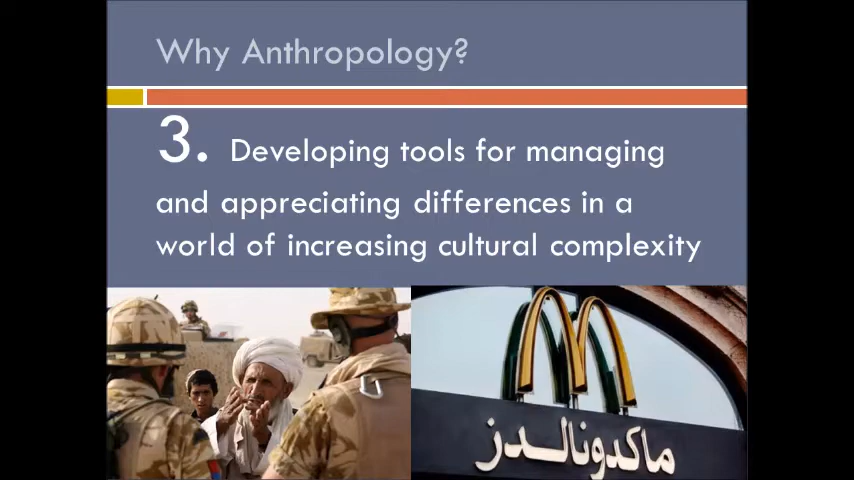 Why Anthropology?
3. Developing tools for managing
and appreciating differences in a
world of increasing cultural complexity
ماكدونالدز